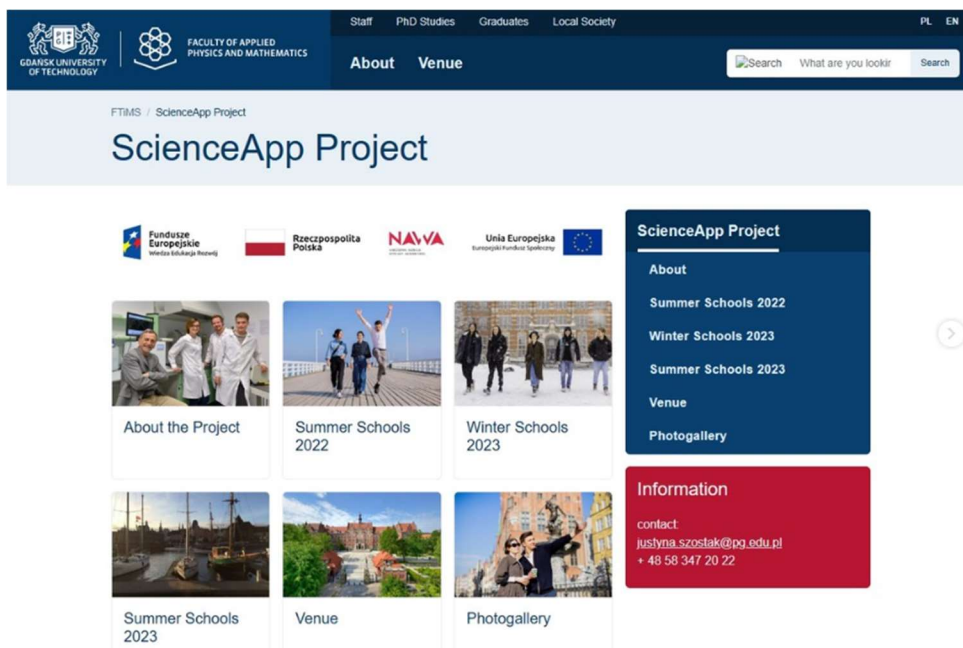 Staff PhD Studies Graduates Local Society PL EN
GDAŃSK UNIVERSITY
OF TECHNOLOGY
FACULTY OF APPLIED
PHYSICS AND MATHEMATICS
About Venue
Search What are you lookir Search
FTiMS / ScienceApp Project
ScienceApp Project
Fundusze
Europejskie
Wiedza Edukacja Rozwój
Rzeczpospolita
Polska
NAWA
Unia Europejska
Europejski Fundusz Społeczny
About the Project
Summer Schools
2022
Winter Schools
2023
Summer Schools
2023
Venue
Photogallery
ScienceApp Project
About
Summer Schools 2022
Winter Schools 2023
Summer Schools 2023
Venue
Photogallery
Information
contact:
justyna.szostak@pg.edu.pl
+ 48 58 347 20 22